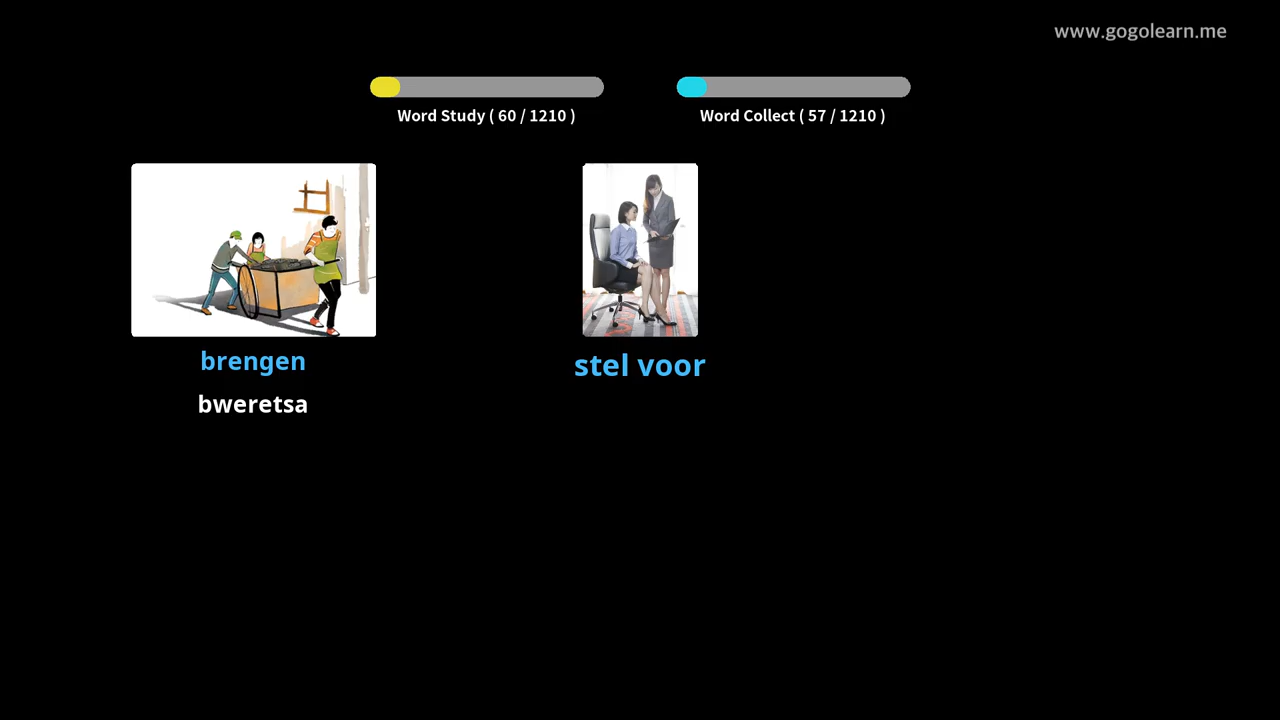 www.gogolearn.me
Word Study ( 60 / 1210 )
Word Collect ( 57 / 1210 )
brengen
bweretsa
stel voor